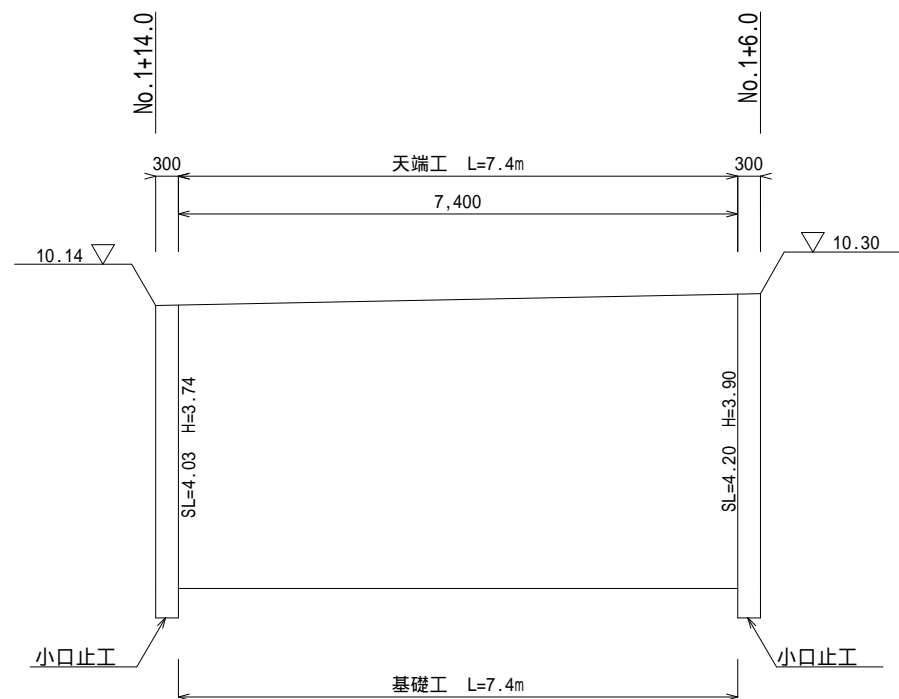 No.1+14.0
No.1+6.0
300
天端工 L=7.4m
300
7,400
10.14
10.30
SL=4.03 H=3.74
SL=4.20 H=3.90
小口止工
小口止工
基礎工 L=7.4m